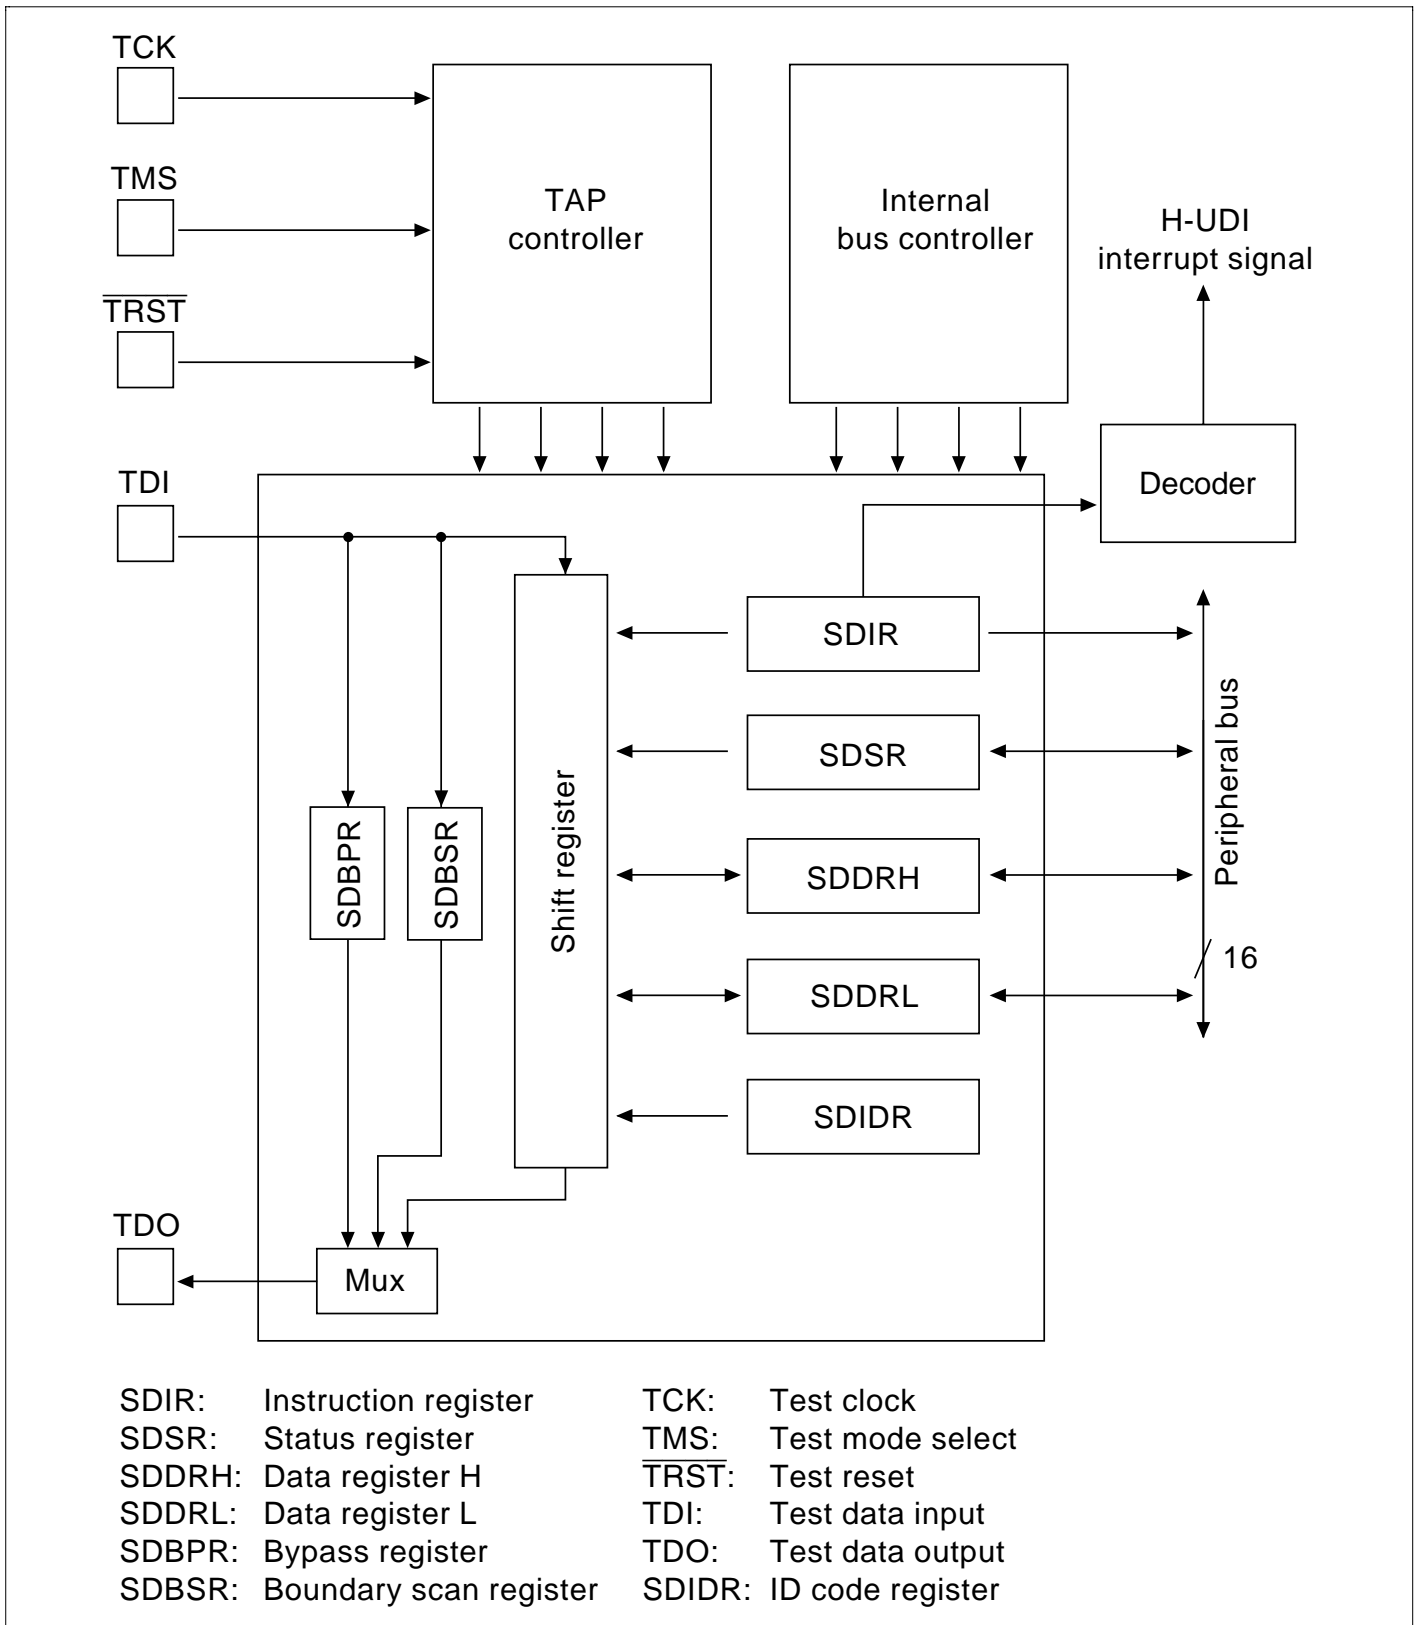 TCK
TMS
TRST
TAP
controller
Internal
bus controller
H-UDI
interrupt signal
TDI
Decoder
SDIR
SDSR
SDDRH
SDDRL
SDIDR
SDBPR
SDBSR
Shift register
Peripheral bus
16
TDO
Mux
SDIR: Instruction register
SDSR: Status register
SDDRH: Data register H
SDDRL: Data register L
SDBPR: Bypass register
SDBSR: Boundary scan register
TCK: Test clock
TMS: Test mode select
TRST: Test reset
TDI: Test data input
TDO: Test data output
SDIDR: ID code register